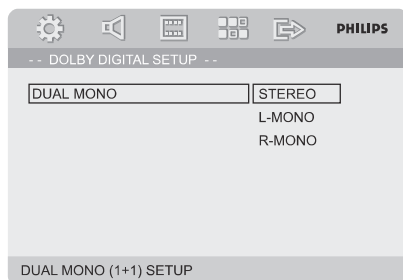 PHILIPS
-- DOLBY DIGITAL SETUP --
DUAL MONO STEREO
L-MONO
R-MONO
DUAL MONO (1+1) SETUP